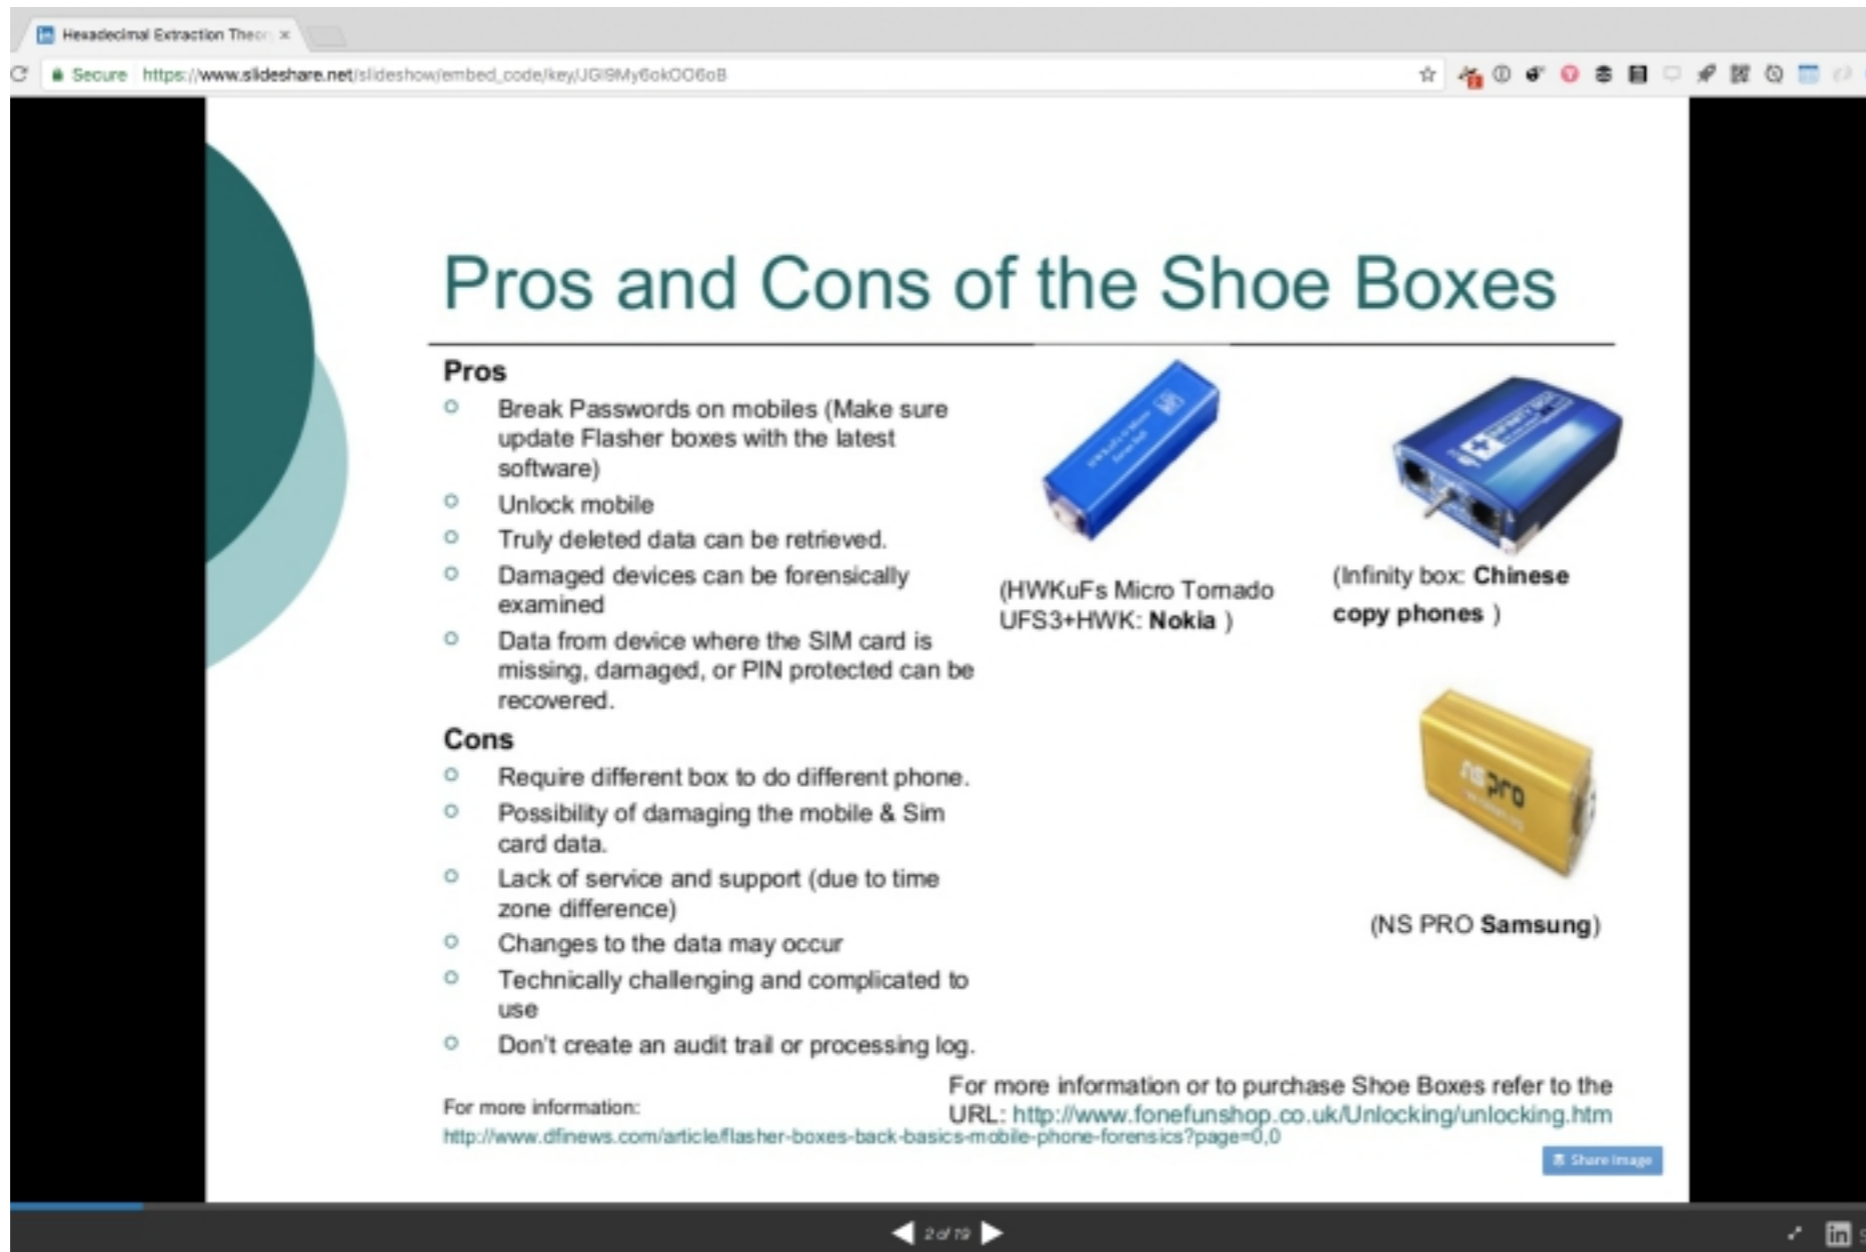 Hexadecimal Extraction Theor
Secure https://www.slideshare.net/slideshow/embed_code/key/
Pros and Cons of the Shoe Boxes
Pros
Break Passwords on mobiles (Make sure
update Flasher boxes with the latest
software)
Unlock mobile
Truly deleted data can be retrieved.
Damaged devices can be forensically
examined
Data from device where the SIM card is
missing, damaged, or PIN protected can be
recovered.
Cons
Require different box to do different phone.
Possibility of damaging the mobile & Sim
card data.
Lack of service and support (due to time
zone difference)
Changes to the data may occur
Technically challenging and complicated to
use
Don't create an audit trail or processing log.
For more information:
http://www.dfinews.com/article/flasher-boxes-back-basics-mobile-phone-forensics?page=0,0
(HWKuFs Micro Tornado
UFS3+HWK: Nokia )
(Infinity box: Chinese
copy phones )
nspro
(NS PRO Samsung)
For more information or to purchase Shoe Boxes refer to the
URL: http://www.fonefunshop.co.uk/Unlocking/unlocking.htm
Share Image
2 of 19
in